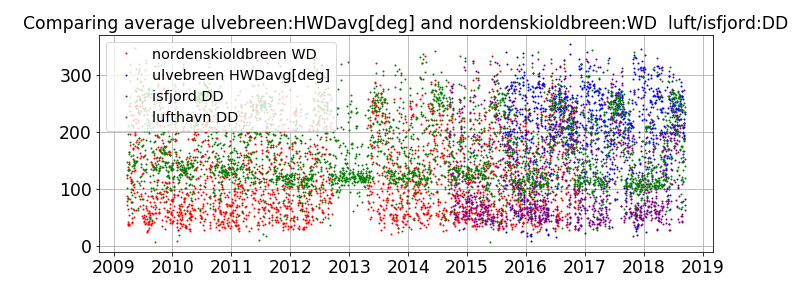 Comparing average ulvebreen:HWDavg[deg] and nordenskioldbreen:WD  luft/isfjord:DD
nordenskioldbreen WD
ulvebreen HWDavg[deg]
isfjord DD
lufthavn DD
300
200
100
0
2009 2010 2011 2012 2013 2014 2015 2016 2017 2018 2019